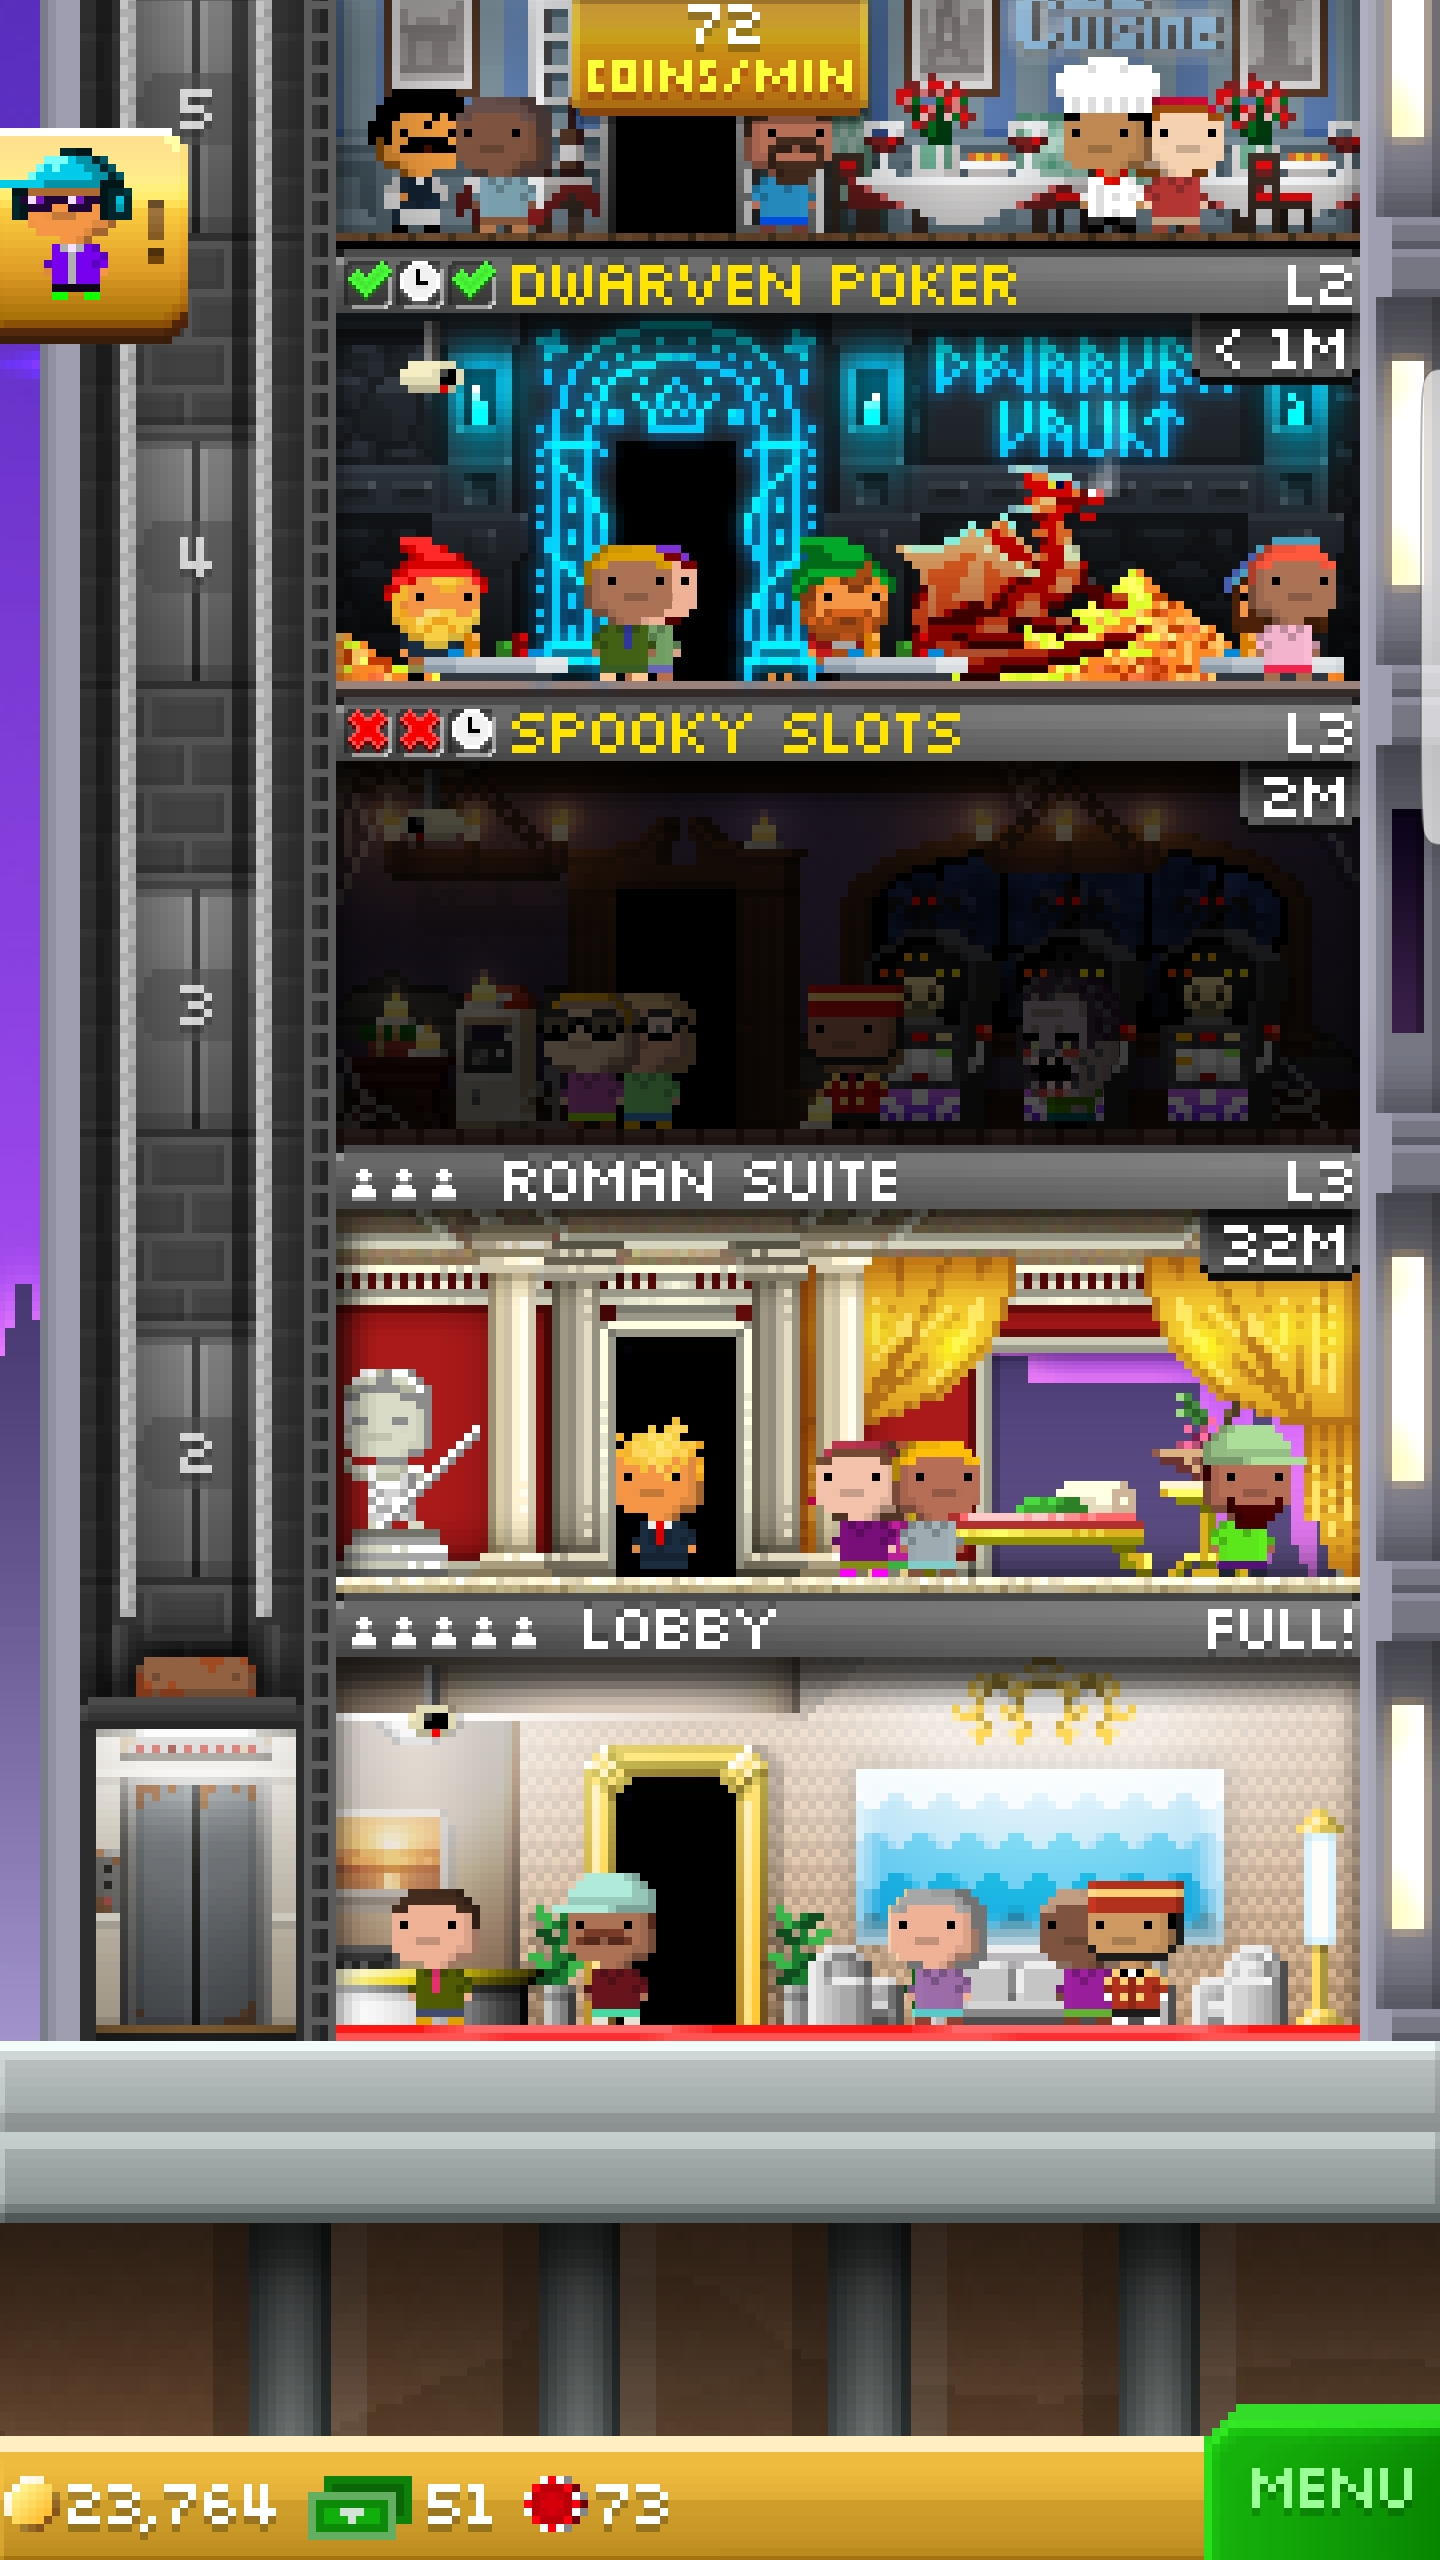 Cuisine
72
COINS/MIN
5
!
DWARVEN POKER L2
< 1M
VAULT
4
SPOOKY SLOTS L3
2M
3
ROMAN SUITE L3
32M
2
LOBBY FULL!
23,764 51 73
MENU